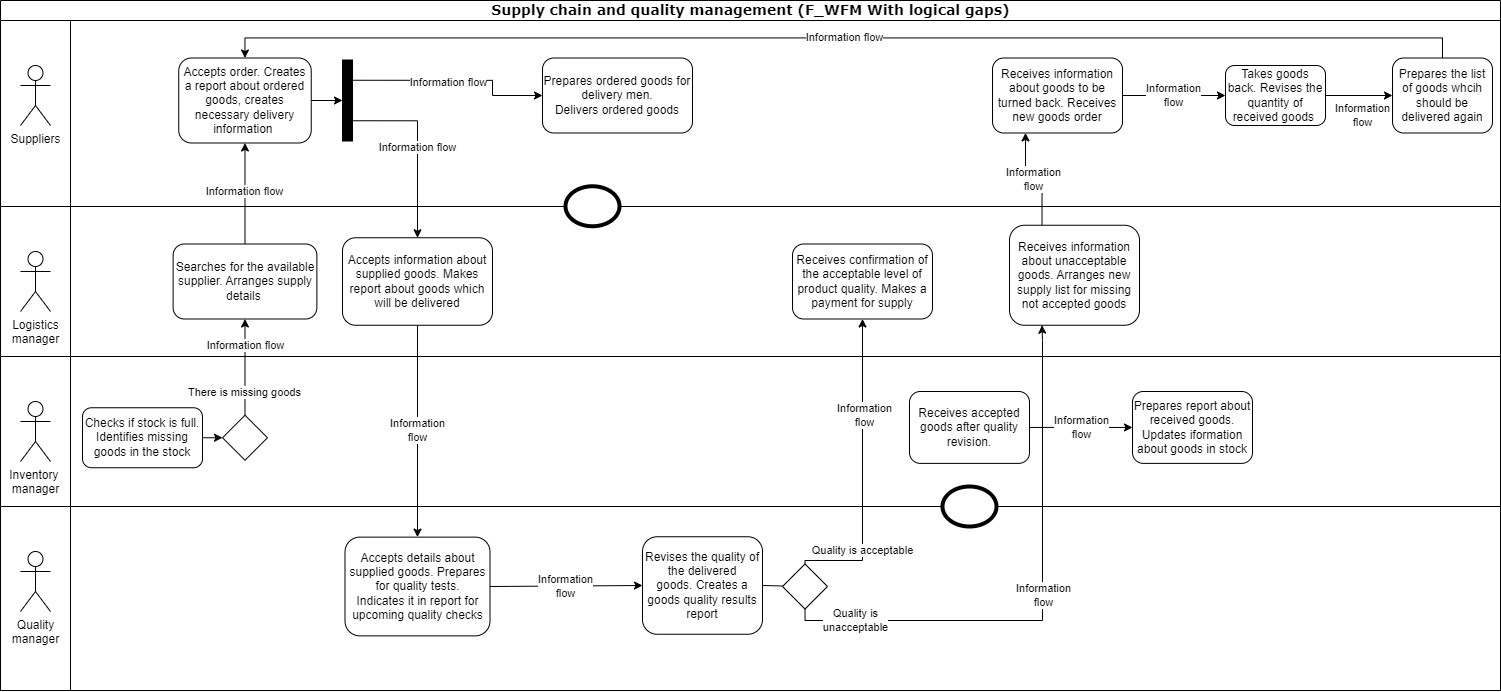 Supply chain and quality management (F_WFM With logical gaps)
Suppliers
Information flow
Accepts order. Creates
a report about ordered
goods, creates
necessary delivery
information
Information flow
Prepares ordered goods for
delivery men.
Delivers ordered goods
Information flow
Receives information
about goods to be
turned back. Receives
new goods order
Information
flow
Takes goods
back. Revises the
quantity of
received goods
Information
flow
Prepares the list
of goods whcih
should be
delivered again
Information flow
Information
flow
Logistics
manager
Searches for the available
supplier. Arranges supply
details
Accepts information about
supplied goods. Makes
report about goods which
will be delivered
Receives confirmation of
the acceptable level of
product quality. Makes a
payment for supply
Receives information
about unacceptable
goods. Arranges new
supply list for missing
not accepted goods
Information flow
Inventory
manager
There is missing goods
Checks if stock is full.
Identifies missing
goods in the stock
Information
flow
Information
flow
Receives accepted
goods after quality
revision.
Information
flow
Prepares report about
received goods.
Updates iformation
about goods in stock
Quality
manager
Accepts details about
supplied goods. Prepares
for quality tests.
Indicates it in report for
upcoming quality checks
Information
flow
Revises the quality of
the delivered
goods. Creates a
goods quality results
report
Quality is acceptable
Quality is
unacceptable
Information
flow